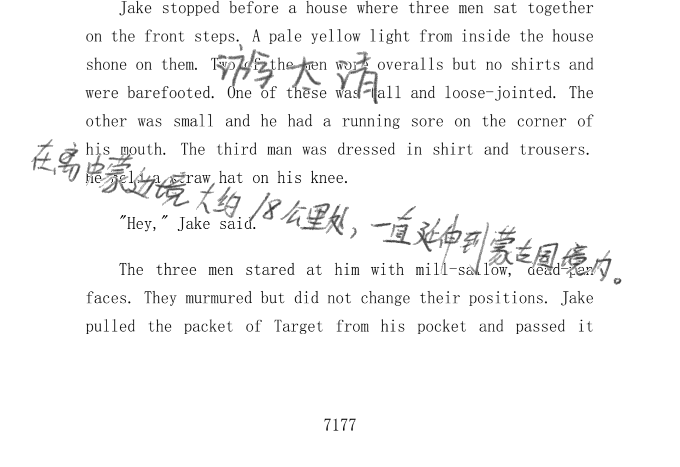 Jake stopped before a house where three men sat together
on the front steps. A pale yellow light from inside the house
shone on them. Two of the men wore overalls but no shirts and
访李大清
were barefooted. One of these was tall and loose-jointed. The
other was small and he had a running sore on the corner of
his mouth. The third man was dressed in shirt and trousers.
He held a straw hat on his knee.
在离中蒙边境大约18公里处，一直延伸到蒙古国境内。
"Hey," Jake said.
The three men stared at him with mill-sallow, dead-pan
faces. They murmured but did not change their positions. Jake
pulled the packet of Target from his pocket and passed it
7177